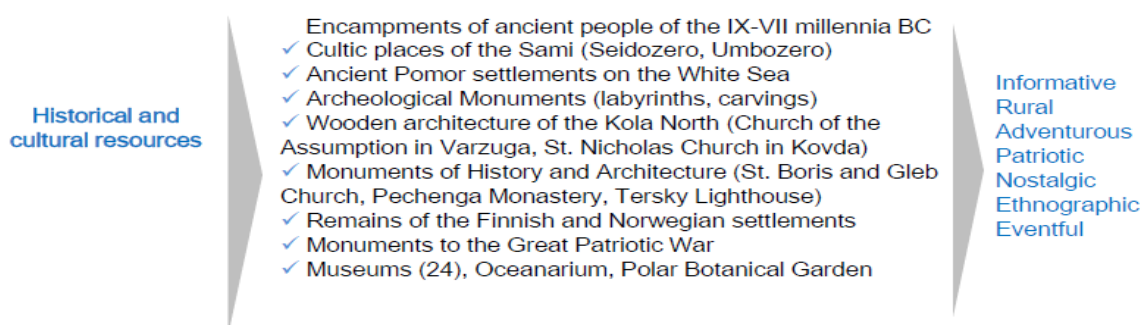 Historical and
cultural resources
Encampments of ancient people of the IX-VII millennia BC
✓ Cultic places of the Sami (Seidozero, Umbozero)
✓ Ancient Pomor settlements on the White Sea
✓ Archeological Monuments (labyrinths, carvings)
✓ Wooden architecture of the Kola North (Church of the
Assumption in Varzuga, St. Nicholas Church in Kovda)
✓ Monuments of History and Architecture (St. Boris and Gleb
Church, Pechenga Monastery, Tersky Lighthouse)
✓ Remains of the Finnish and Norwegian settlements
✓ Monuments to the Great Patriotic War
✓ Museums (24), Oceanarium, Polar Botanical Garden
Informative
Rural
Adventurous
Patriotic
Nostalgic
Ethnographic
Eventful